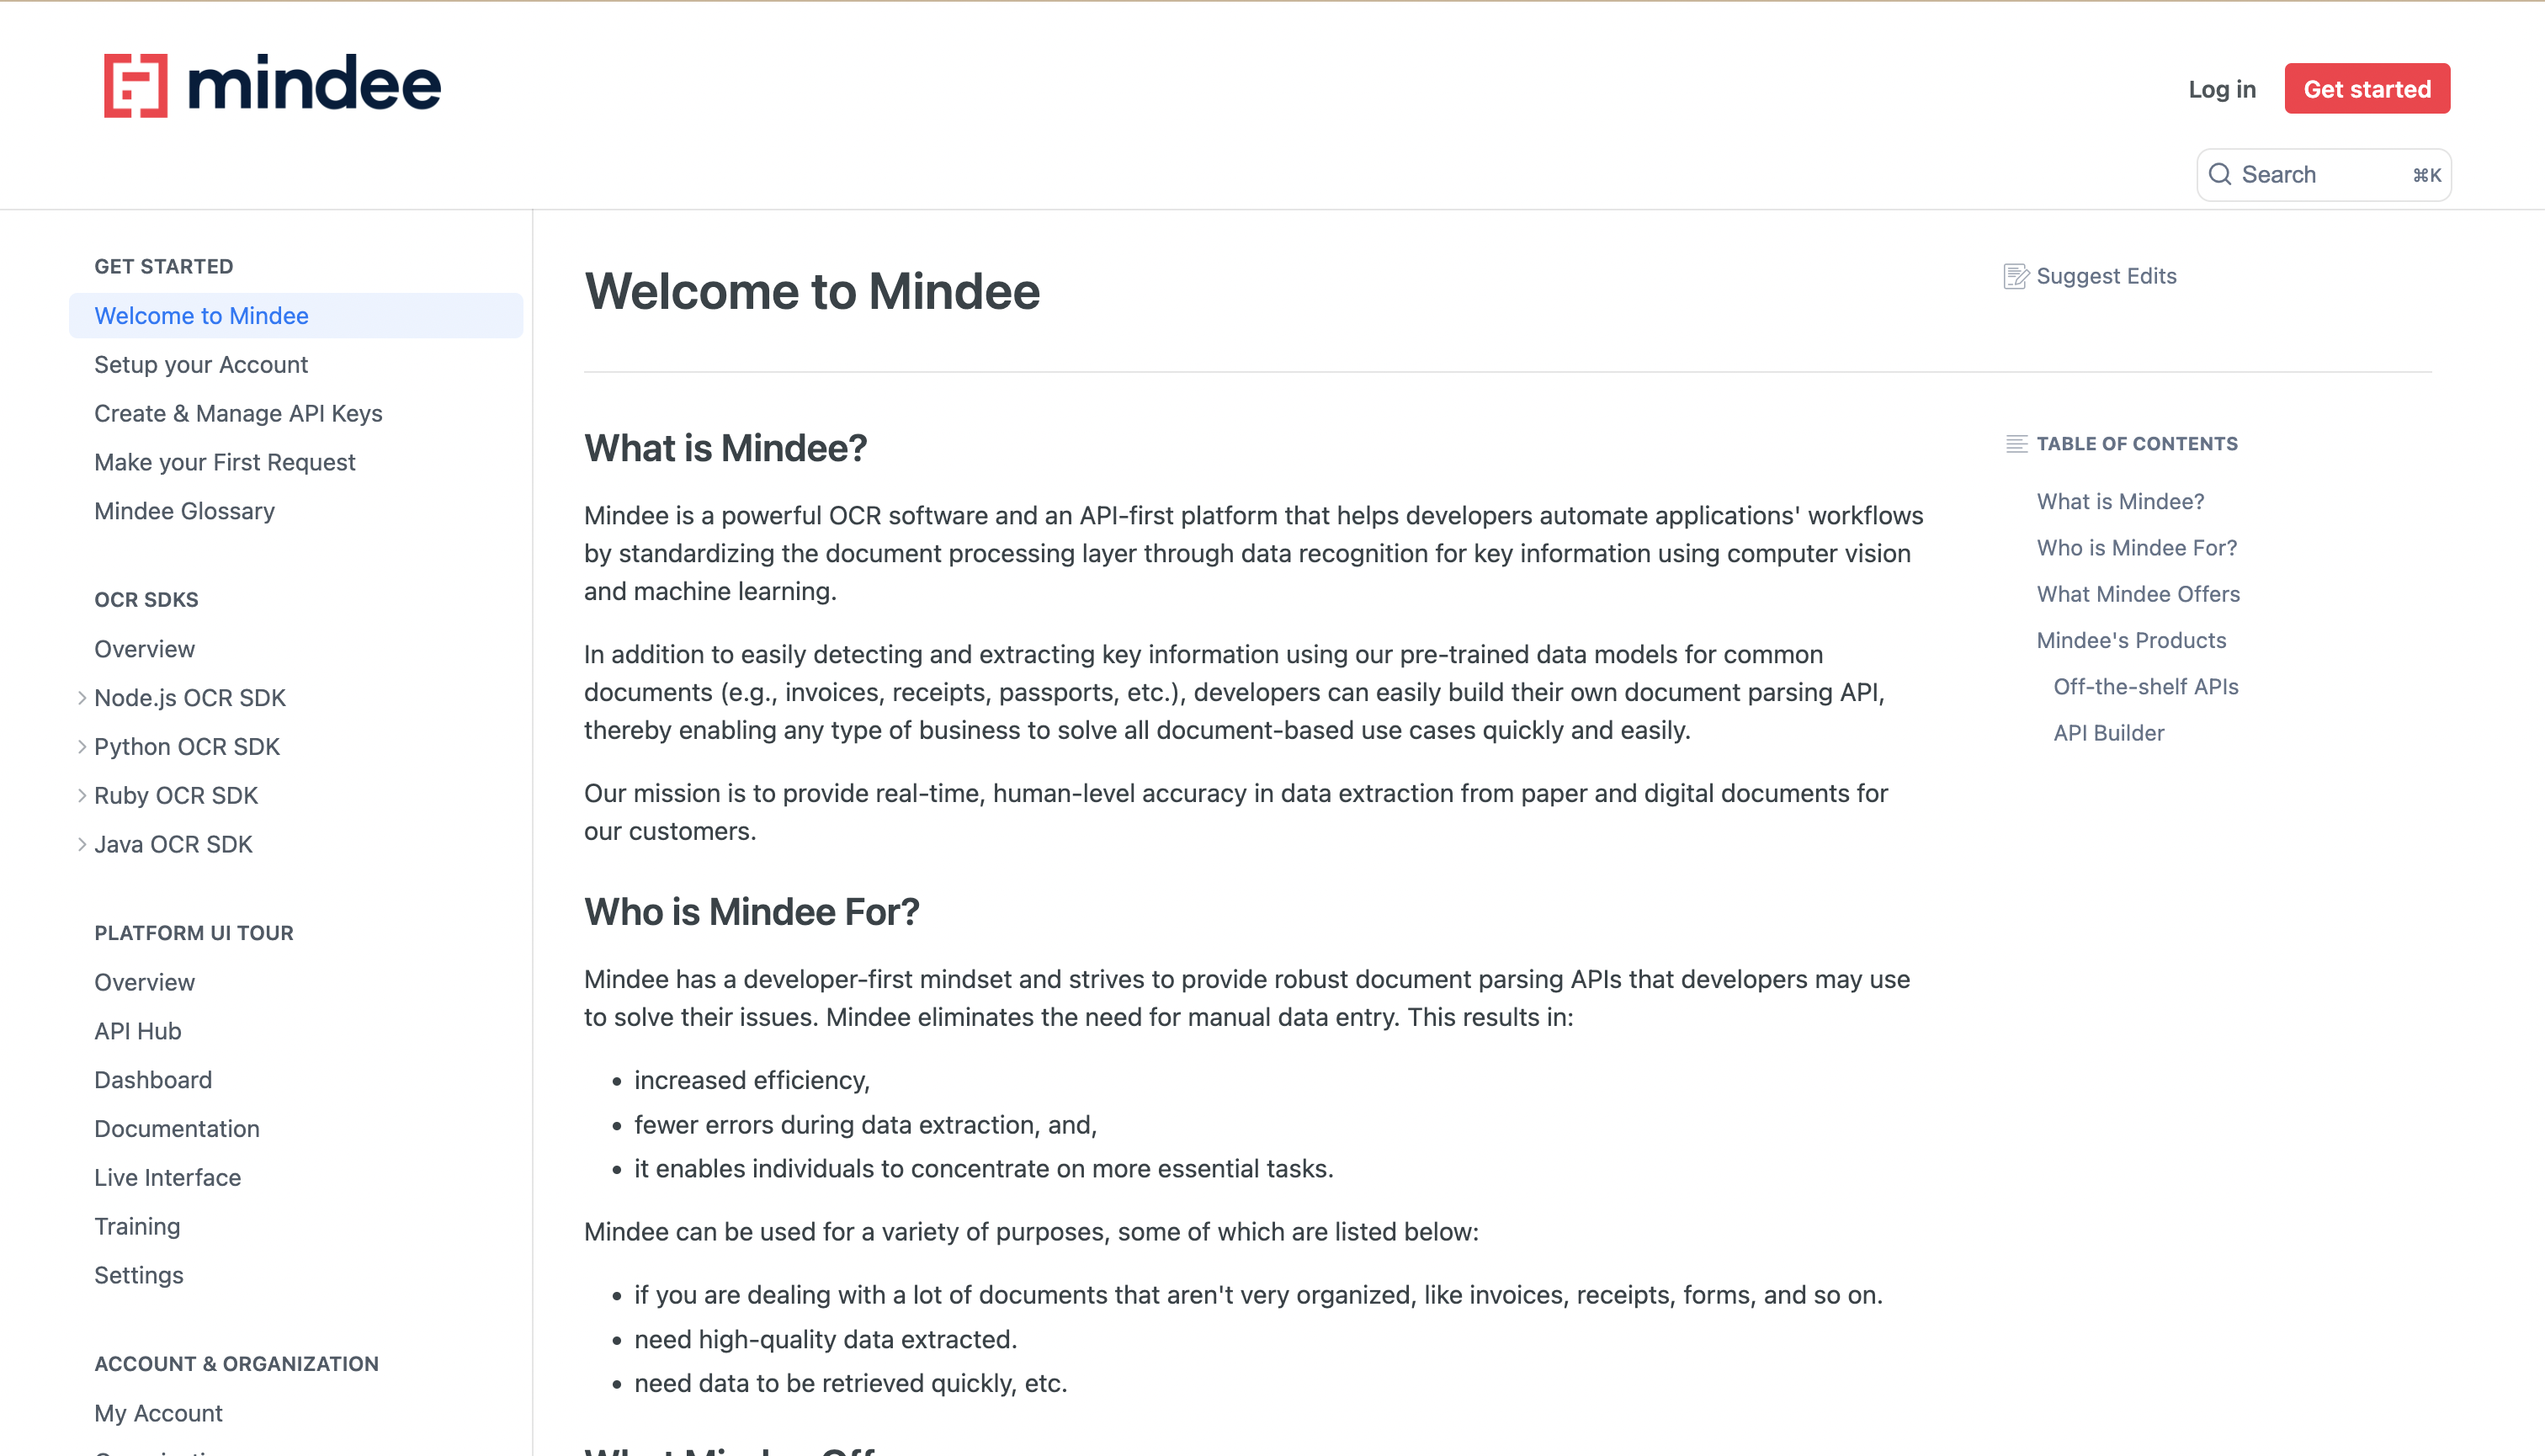 mindee
Log in
Get started
Search
⌘K
GET STARTED
Welcome to Mindee
Setup your Account
Create & Manage API Keys
Make your First Request
Mindee Glossary
OCR SDKS
Overview
Node.js OCR SDK
Python OCR SDK
Ruby OCR SDK
Java OCR SDK
PLATFORM UI TOUR
Overview
API Hub
Dashboard
Documentation
Live Interface
Training
Settings
ACCOUNT & ORGANIZATION
My Account
Welcome to Mindee
Suggest Edits
What is Mindee?
Mindee is a powerful OCR software and an API-first platform that helps developers automate applications' workflows
by standardizing the document processing layer through data recognition for key information using computer vision
and machine learning.
In addition to easily detecting and extracting key information using our pre-trained data models for common
documents (e.g., invoices, receipts, passports, etc.), developers can easily build their own document parsing API,
thereby enabling any type of business to solve all document-based use cases quickly and easily.
Our mission is to provide real-time, human-level accuracy in data extraction from paper and digital documents for
our customers.
Who is Mindee For?
Mindee has a developer-first mindset and strives to provide robust document parsing APIs that developers may use
to solve their issues. Mindee eliminates the need for manual data entry. This results in:
• increased efficiency,
• fewer errors during data extraction, and,
• it enables individuals to concentrate on more essential tasks.
Mindee can be used for a variety of purposes, some of which are listed below:
• if you are dealing with a lot of documents that aren't very organized, like invoices, receipts, forms, and so on.
• need high-quality data extracted.
• need data to be retrieved quickly, etc.
TABLE OF CONTENTS
What is Mindee?
Who is Mindee For?
What Mindee Offers
Mindee's Products
Off-the-shelf APIs
API Builder